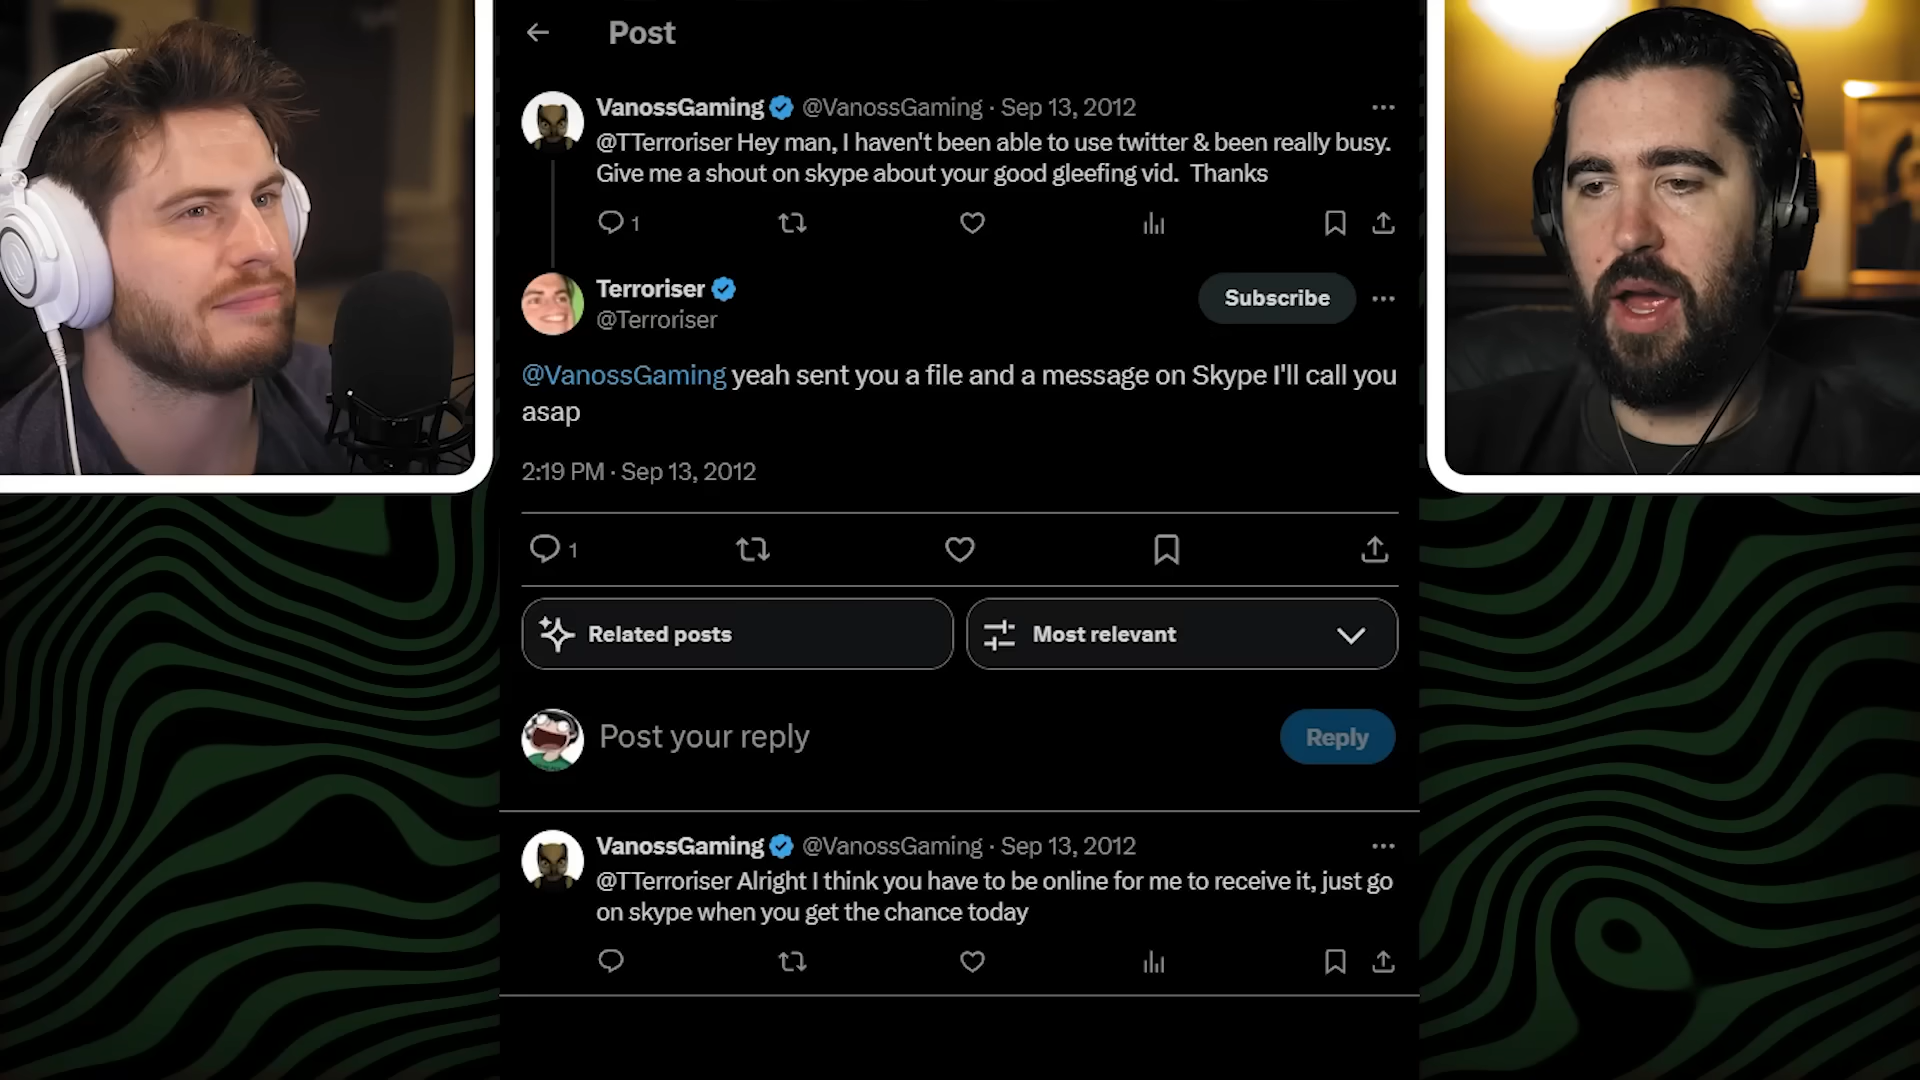 Post
VanossGaming @VanossGaming · Sep 13, 2012
@TTerroriser Hey man, I haven't been able to use twitter & been really busy.
Give me a shout on skype about your good gleefing vid.  Thanks
1
Terroriser
@Terroriser
Subscribe
@VanossGaming yeah sent you a file and a message on Skype I'll call you
asap
2:19 PM · Sep 13, 2012
1
Related posts
Most relevant
Post your reply
Reply
VanossGaming @VanossGaming · Sep 13, 2012
@TTerroriser Alright I think you have to be online for me to receive it, just go
on skype when you get the chance today